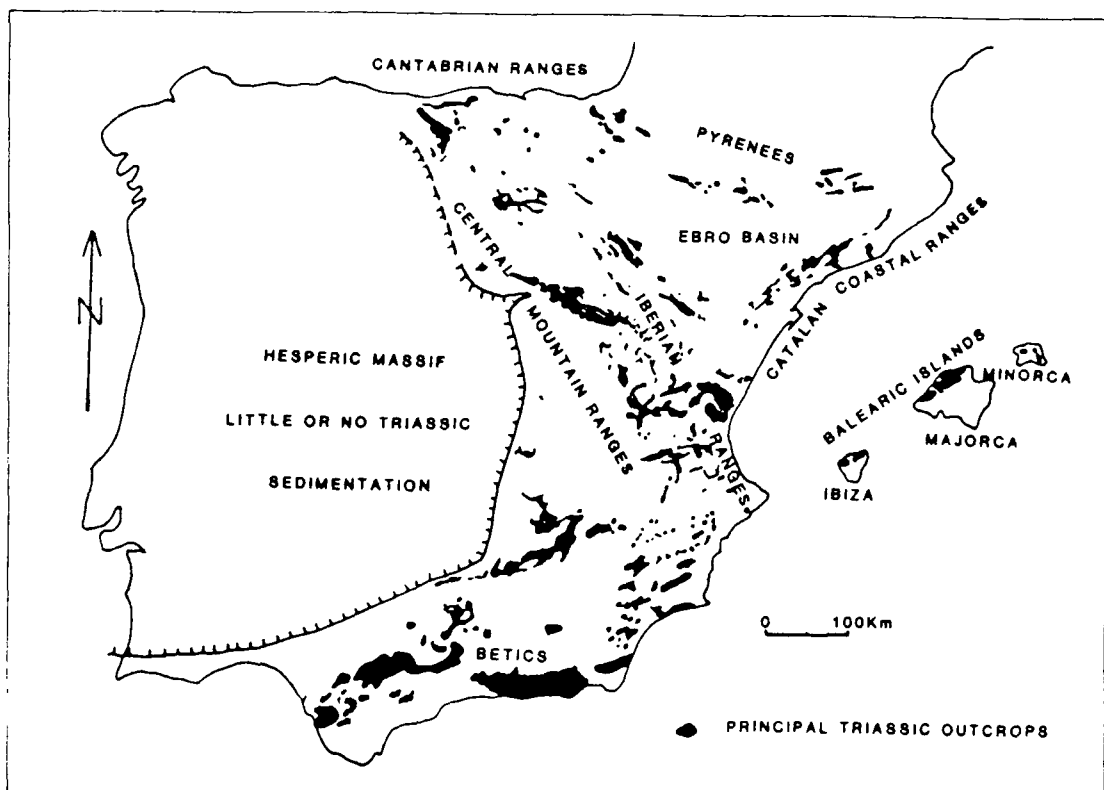 CANTABRIAN RANGES
PYRENEES
EBRO BASIN
CENTRAL
MOUNTAIN RANGES
IBERIAN
RANGES
CATALAN COASTAL RANGES
N
HESPERIC MASSIF
LITTLE OR NO TRIASSIC
SEDIMENTATION
BALEARIC ISLANDS
MINORCA
MAJORCA
IBIZA
0 100Km
BETICS
PRINCIPAL TRIASSIC OUTCROPS